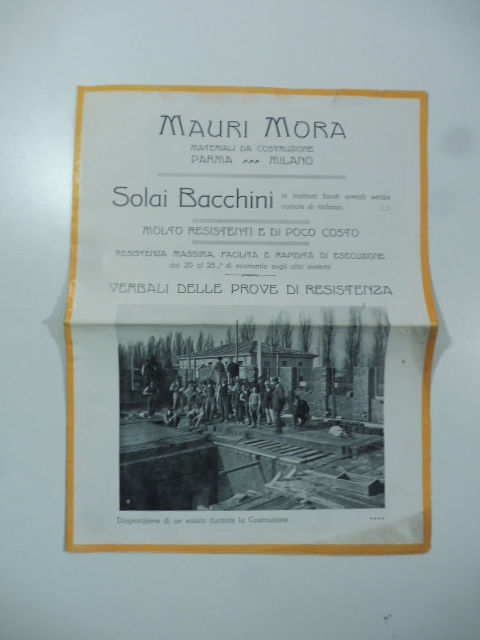 MAURI MORA
MATERIALI DA COSTRUZIONE
PARMA MILANO
Solai Bacchini in mattoni forati armati senza
costole di rinforzo.
MOLTO RESISTENTI E DI POCO COSTO
RESISTENZA MASSIMA, FACILITÀ E RAPIDITÀ DI ESECUZIONE
dal 20 al 25 % di economia sugli altri sistemi
VERBALI DELLE PROVE DI RESISTENZA
Disposizione di un solaio durante la Costruzione